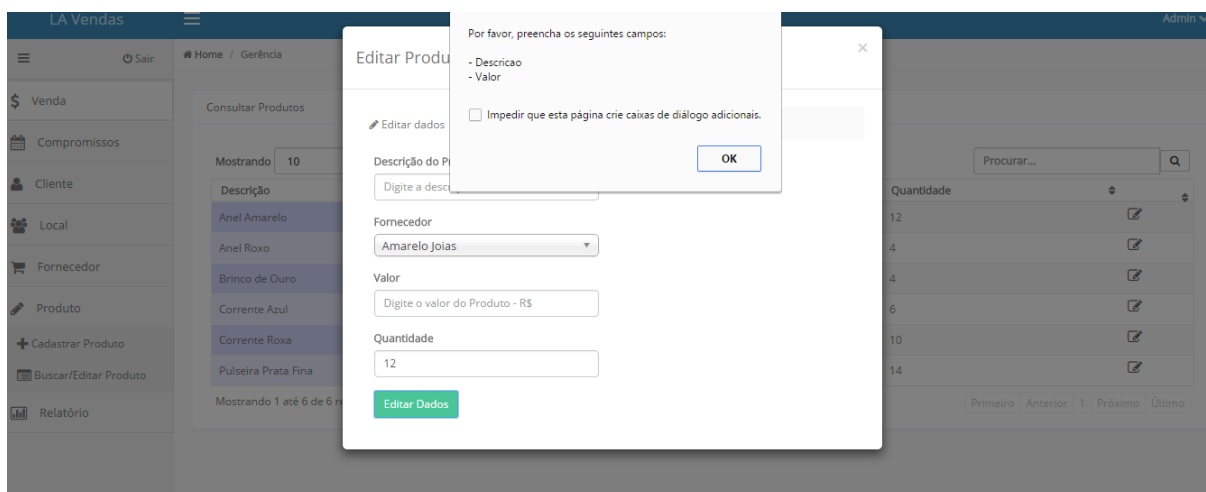 LA Vendas
Admin
Sair
Home / Gerência
Venda
Compromissos
Cliente
Local
Fornecedor
Produto
Cadastrar Produto
Buscar/Editar Produto
Relatório
Consultar Produtos
Mostrando 10
Procurar...
Descrição
Quantidade
Anel Amarelo
12
Anel Roxo
4
Brinco de Ouro
4
Corrente Azul
6
Corrente Roxa
10
Pulseira Prata Fina
14
Mostrando 1 até 6 de 6 re
Primeiro Anterior 1 Próximo Último
Editar Produ
×
Editar dados
Descrição do P
Digite a descr
Fornecedor
Amarelo Joias
Valor
Digite o valor do Produto - R$
Quantidade
12
Editar Dados
Por favor, preencha os seguintes campos:
- Descricao
- Valor
Impedir que esta página crie caixas de diálogo adicionais.
OK